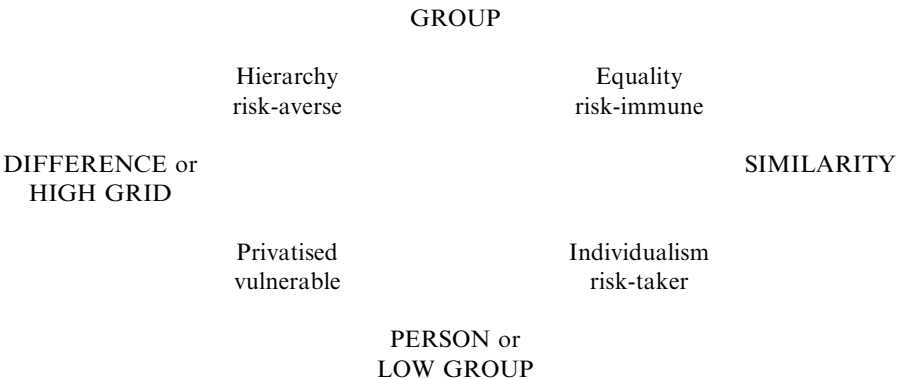 GROUP
Hierarchy
risk-averse
Equality
risk-immune
DIFFERENCE or
HIGH GRID
SIMILARITY
Privatised
vulnerable
Individualism
risk-taker
PERSON or
LOW GROUP